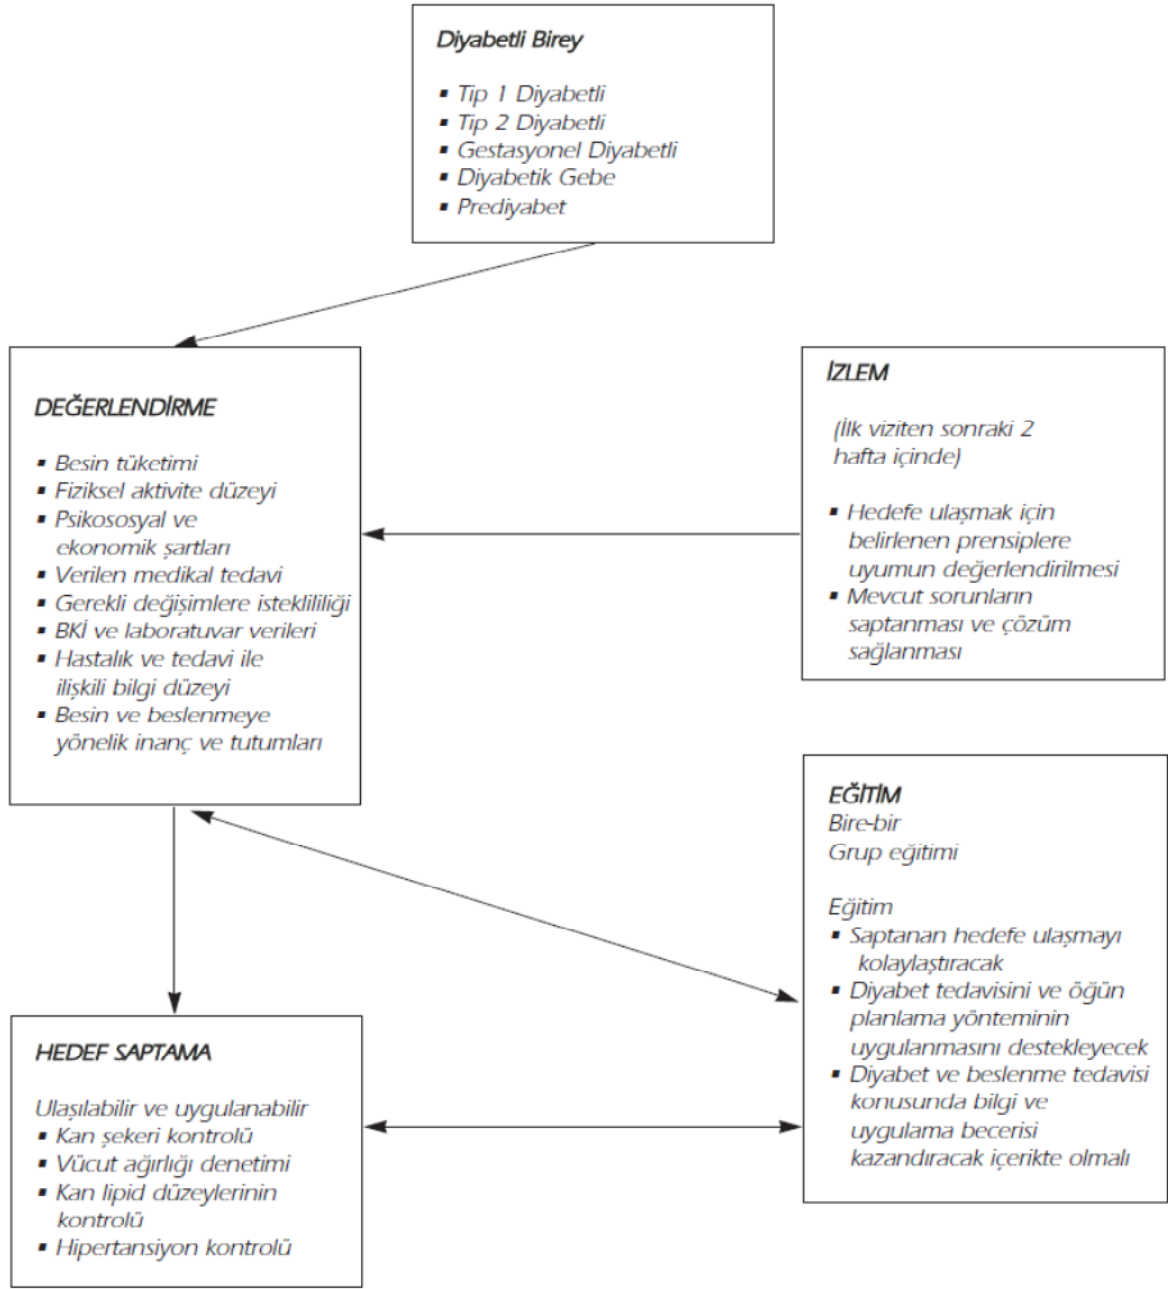 Diyabetli Birey
▪ Tip 1 Diyabetli
▪ Tip 2 Diyabetli
▪ Gestasyonel Diyabetli
▪ Diyabetik Gebe
▪ Prediyabet
DEĞERLENDİRME
▪ Besin tüketimi
▪ Fiziksel aktivite düzeyi
▪ Psikososyal ve
ekonomik şartları
▪ Verilen medikal tedavi
▪ Gerekli değişimlere istekliliği
▪ BKİ ve laboratuvar verileri
▪ Hastalık ve tedavi ile
ilişkili bilgi düzeyi
▪ Besin ve beslenmeye
yönelik inanç ve tutumları
İZLEM
(İlk viziten sonraki 2
hafta içinde)
▪ Hedefe ulaşmak için
belirlenen prensiplere
uyumun değerlendirilmesi
▪ Mevcut sorunların
saptanması ve çözüm
sağlanması
HEDEF SAPTAMA
Ulaşılabilir ve uygulanabilir
▪ Kan şekeri kontrolü
▪ Vücut ağırlığı denetimi
▪ Kan lipid düzeylerinin
kontrolü
▪ Hipertansiyon kontrolü
EĞİTİM
Bire-bir
Grup eğitimi
Eğitim
▪ Saptanan hedefe ulaşmayı
kolaylaştıracak
▪ Diyabet tedavisini ve öğün
planlama yönteminin
uygulanmasını destekleyecek
▪ Diyabet ve beslenme tedavisi
konusunda bilgi ve
uygulama becerisi
kazandıracak içerikte olmalı